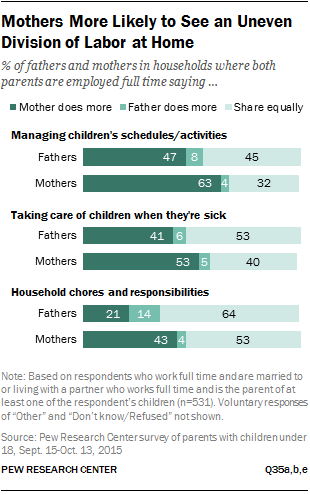 Mothers More Likely to See an Uneven
Division of Labor at Home
% of fathers and mothers in households where both
parents are employed full time saying ...
Mother does more Father does more Share equally
Managing children's schedules/activities
Fathers 47 8 45
Mothers 63 4 32
Taking care of children when they're sick
Fathers 41 6 53
Mothers 53 5 40
Household chores and responsibilities
Fathers 21 14 64
Mothers 43 4 53
Note: Based on respondents who work full time and are married to
or living with a partner who works full time and is the parent of at
least one of the respondent's children (n=531). Voluntary responses
of "Other" and "Don't know/Refused" not shown.
Source: Pew Research Center survey of parents with children under
18, Sept. 15-Oct. 13, 2015
PEW RESEARCH CENTER Q35a,b,e